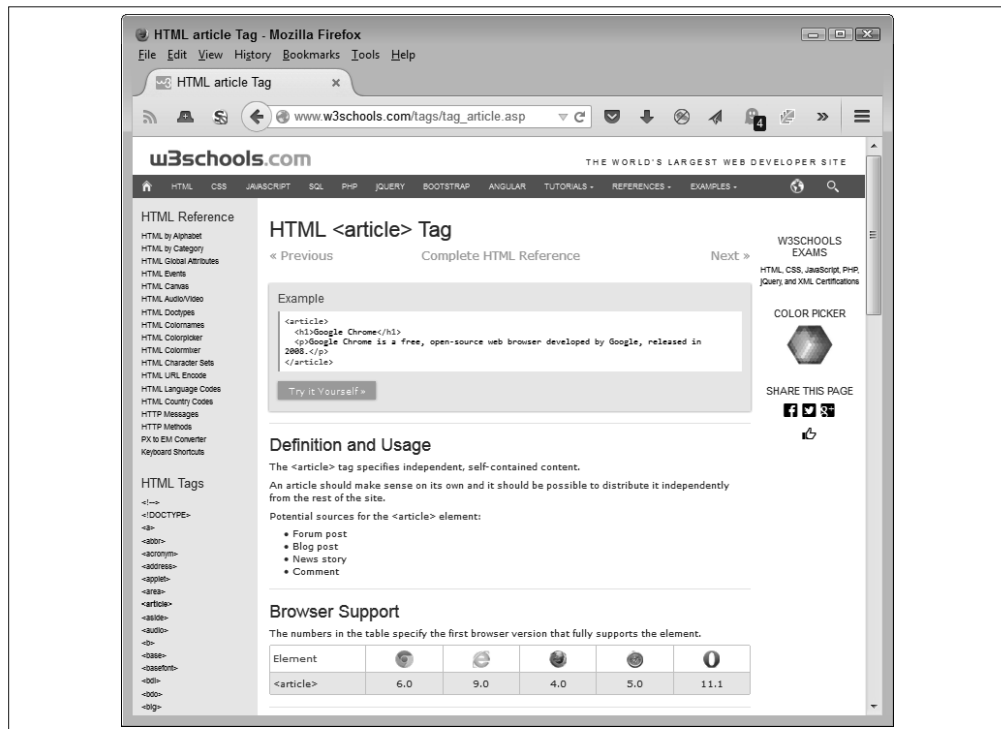 HTML article Tag - Mozilla Firefox
File Edit View History Bookmarks Tools Help
HTML article Tag ×
www.w3schools.com/tags/tag_article.asp
4
w3schools.com
THE WORLD'S LARGEST WEB DEVELOPER SITE
HTML CSS JAVASCRIPT SQL PHP JQUERY BOOTSTRAP ANGULAR TUTORIALS REFERENCES EXAMPLES
HTML Reference
HTML by Alphabet
HTML by Category
HTML Global Attributes
HTML Events
HTML Canvas
HTML Audio/Video
HTML Doctypes
HTML Colornames
HTML Colorpicker
HTML Colormixer
HTML Character Sets
HTML URL Encode
HTML Language Codes
HTML Country Codes
HTTP Messages
HTTP Methods
PX to EM Converter
Keyboard Shortcuts
HTML Tags
<!-->
<!DOCTYPE>
<a>
<abbr>
<acronym>
<address>
<applet>
<area>
<article>
<aside>
<audio>
<b>
<base>
<basefont>
<bdi>
<bdo>
<big>
HTML <article> Tag
« Previous
Complete HTML Reference
Next »
Example
<article>
<h1>Google Chrome</h1>
<p>Google Chrome is a free, open-source web browser developed by Google, released in
2008.</p>
</article>
Try it Yourself »
Definition and Usage
The <article> tag specifies independent, self-contained content.
An article should make sense on its own and it should be possible to distribute it independently
from the rest of the site.
Potential sources for the <article> element:
• Forum post
• Blog post
• News story
• Comment
Browser Support
The numbers in the table specify the first browser version that fully supports the element.
Element
<article> 6.0 9.0 4.0 5.0 11.1
W3SCHOOLS
EXAMS
HTML, CSS, JavaScript, PHP,
jQuery, and XML Certifications
COLOR PICKER
SHARE THIS PAGE